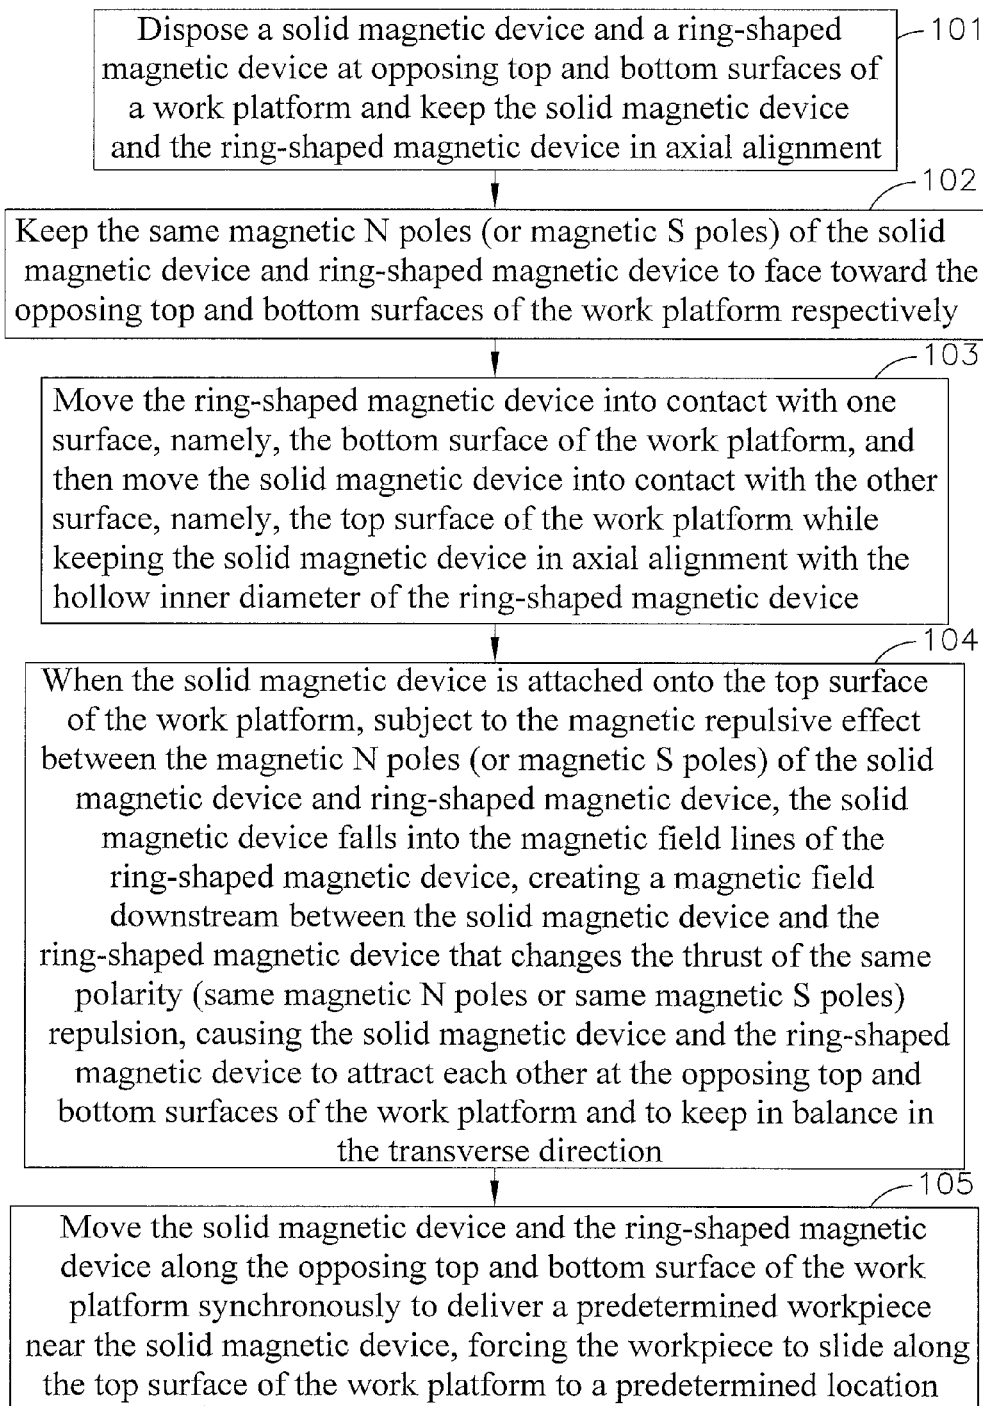 Dispose a solid magnetic device and a ring-shaped
magnetic device at opposing top and bottom surfaces of
a work platform and keep the solid magnetic device
and the ring-shaped magnetic device in axial alignment
101
102
Keep the same magnetic N poles (or magnetic S poles) of the solid
magnetic device and ring-shaped magnetic device to face toward the
opposing top and bottom surfaces of the work platform respectively
103
Move the ring-shaped magnetic device into contact with one
surface, namely, the bottom surface of the work platform, and
then move the solid magnetic device into contact with the other
surface, namely, the top surface of the work platform while
keeping the solid magnetic device in axial alignment with the
hollow inner diameter of the ring-shaped magnetic device
104
When the solid magnetic device is attached onto the top surface
of the work platform, subject to the magnetic repulsive effect
between the magnetic N poles (or magnetic S poles) of the solid
magnetic device and ring-shaped magnetic device, the solid
magnetic device falls into the magnetic field lines of the
ring-shaped magnetic device, creating a magnetic field
downstream between the solid magnetic device and the
ring-shaped magnetic device that changes the thrust of the same
polarity (same magnetic N poles or same magnetic S poles)
repulsion, causing the solid magnetic device and the ring-shaped
magnetic device to attract each other at the opposing top and
bottom surfaces of the work platform and to keep in balance in
the transverse direction
105
Move the solid magnetic device and the ring-shaped magnetic
device along the opposing top and bottom surface of the work
platform synchronously to deliver a predetermined workpiece
near the solid magnetic device, forcing the workpiece to slide along
the top surface of the work platform to a predetermined location